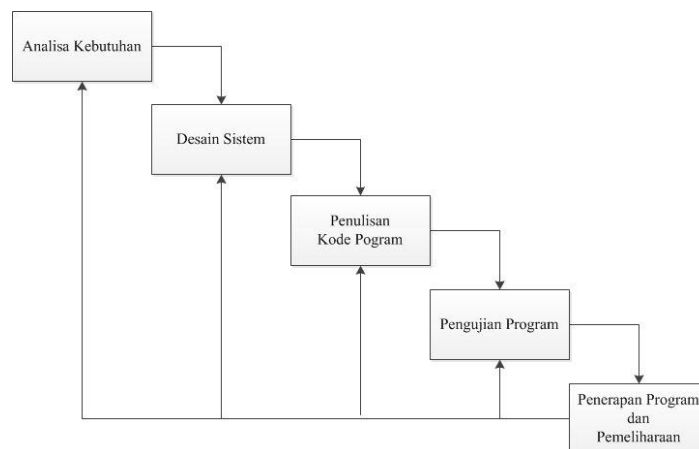 Analisa Kebutuhan
Desain Sistem
Penulisan
Kode Pogram
Pengujian Program
Penerapan Program
dan
Pemeliharaan